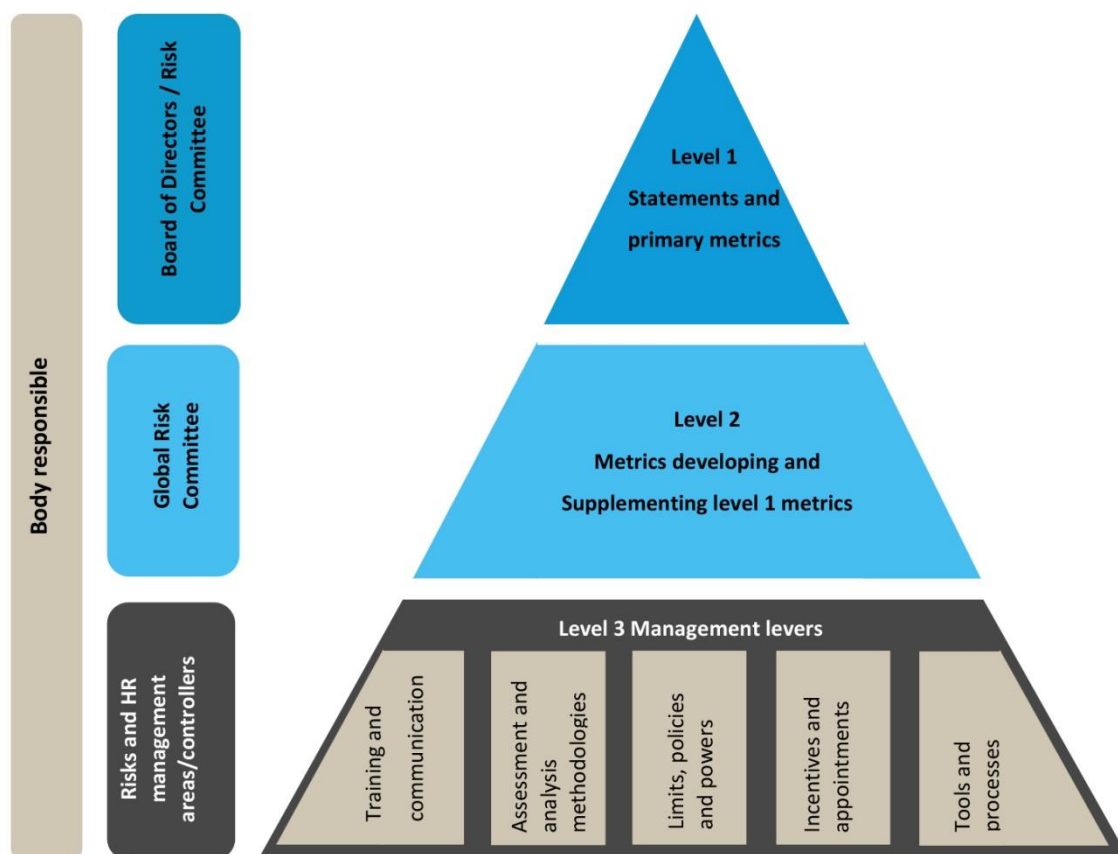 Body responsible
Board of Directors / Risk
Committee
Level 1
Statements and
primary metrics
Global Risk
Committee
Level 2
Metrics developing and
Supplementing level 1 metrics
Risks and HR
management
areas/controllers
Level 3 Management levers
Training and
communication
Assessment and
analysis
methodologies
Limits, policies
and powers
Incentives and
appointments
Tools and
processes